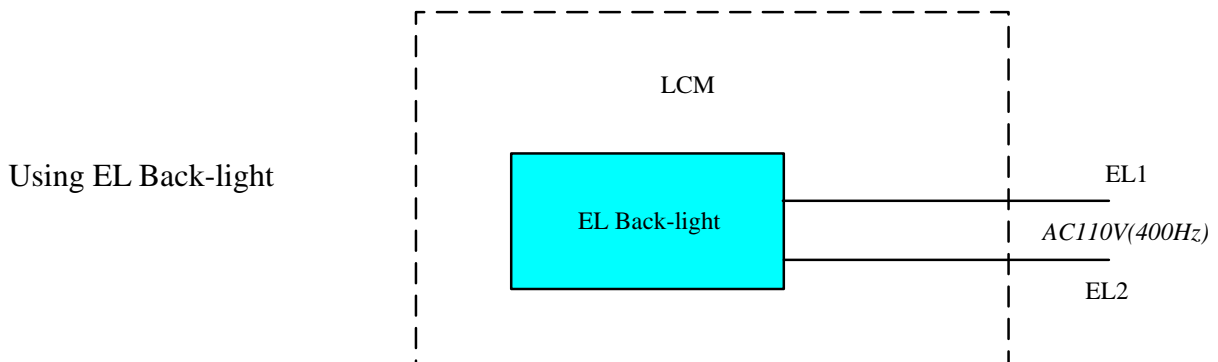 LCM
Using EL Back-light
EL Back-light
EL1
AC110V(400Hz)
EL2